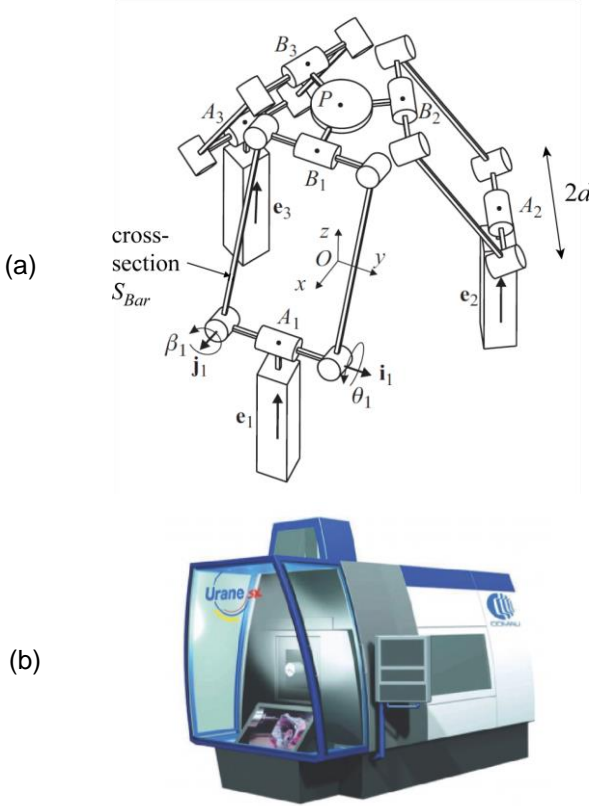 (a)
B3
P
B2
A3
B1
A2
2d
e3
cross-
section
SBar
z
O
y
x
e2
A1
β1
j1
i1
θ1
e1
(b)
Urane SX
COMAU